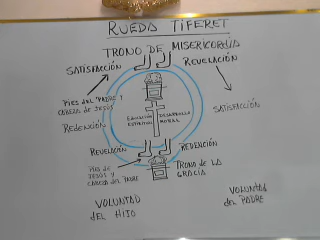 RUEDA TIFERET
TRONO DE MISERICORDIA
SATISFACCIÓN
REVELACIÓN
PIES DEL PADRE Y
CABEZA DE JESÚS
SATISFACCIÓN
REDENCIÓN
EVOLUCIÓN DESARROLLO
ESPIRITUAL MORAL
REVELACIÓN
REDENCIÓN
PIES DE
JESÚS Y
CABEZA DEL PADRE
TRONO DE LA
GRACIA
VOLUNTAD
DEL HIJO
VOLUNTAD
DEL PADRE